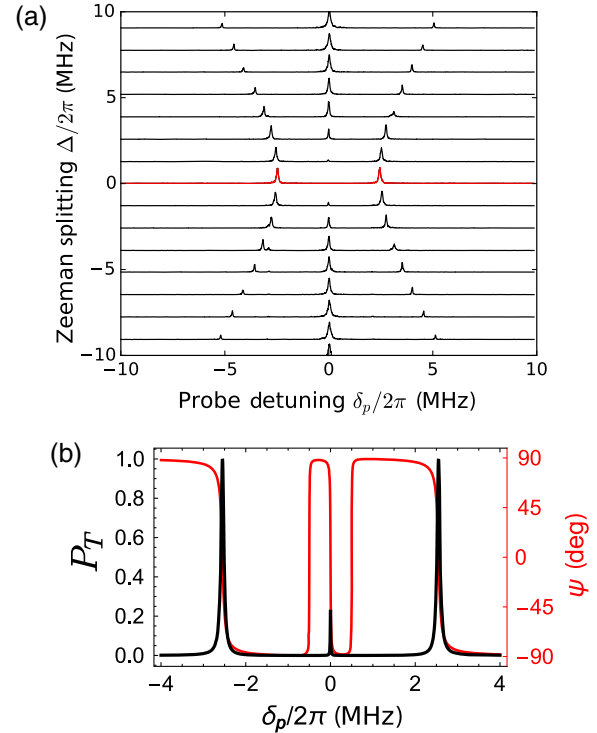 (a)
10
5
0
−5
−10
Zeeman splitting Δ/2π (MHz)
−10 −5 0 5 10
Probe detuning δp/2π (MHz)
(b)
1.0
0.8
0.6
0.4
0.2
0.0
P_T
90
45
0
−45
−90
ψ (deg)
−4 −2 0 2 4
δp/2π (MHz)